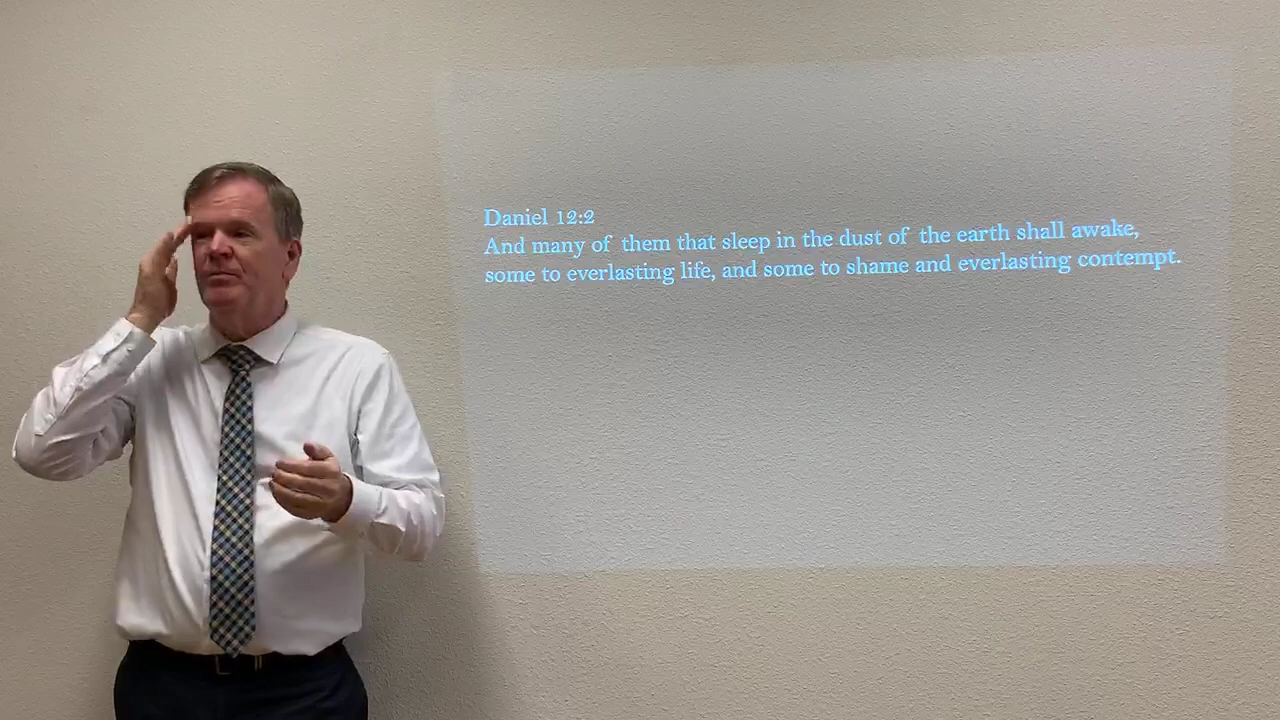 Daniel 12:2
And many of them that sleep in the dust of the earth shall awake,
some to everlasting life, and some to shame and everlasting contempt.